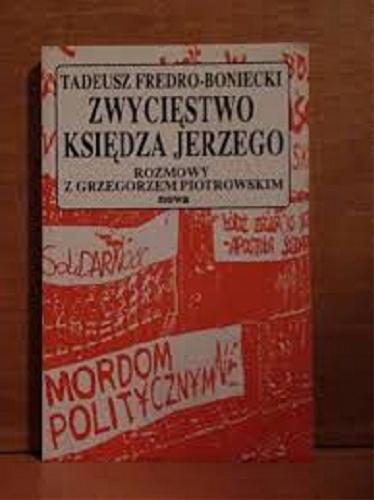 TADEUSZ FREDRO-BONIECKI
ZWYCIĘSTWO
KSIĘDZA JERZEGO
ROZMOWY
Z GRZEGORZEM PIOTROWSKIM
nowa
SOLIDARNOŚĆ
MORDOM
POLITYCZNYM NIE